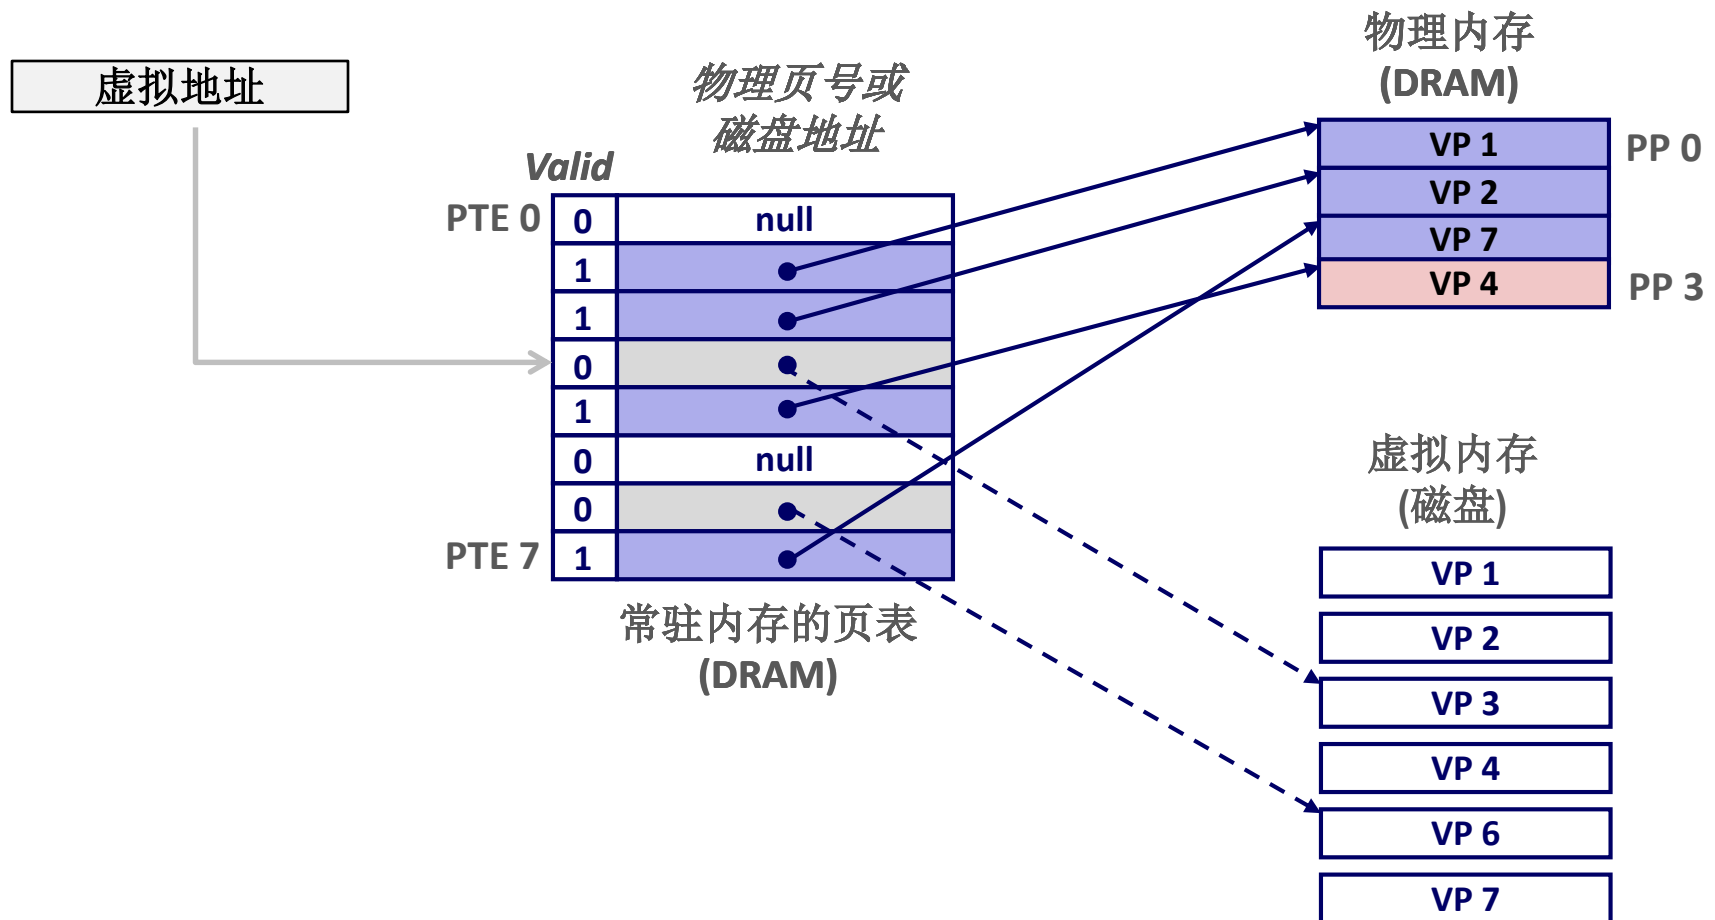 虚拟地址
物理页号或
磁盘地址
Valid
PTE 0
0
null
1
1
0
1
0
null
0
PTE 7
1
常驻内存的页表
(DRAM)
物理内存
(DRAM)
VP 1
PP 0
VP 2
VP 7
VP 4
PP 3
虚拟内存
(磁盘)
VP 1
VP 2
VP 3
VP 4
VP 6
VP 7